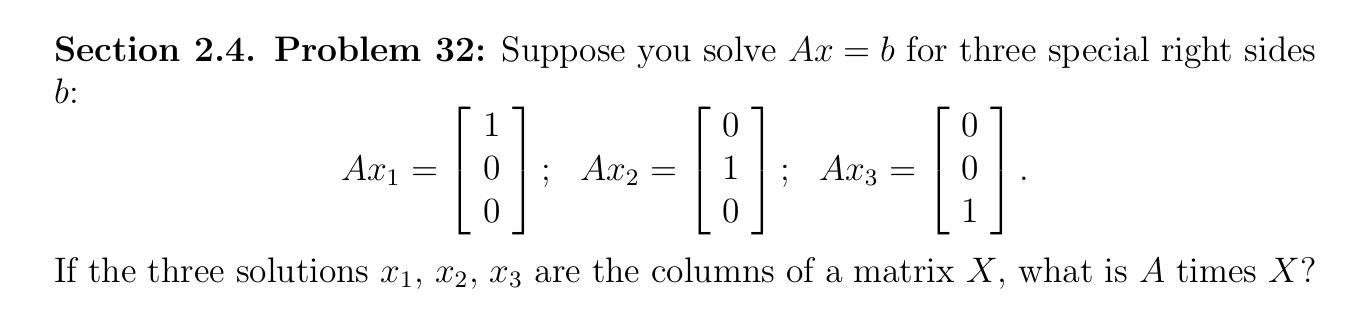 Section 2.4. Problem 32: Suppose you solve Ax = b for three special right sides
b:
Ax₁ = [1 0 0]; Ax₂ = [0 1 0]; Ax₃ = [0 0 1].
If the three solutions x₁, x₂, x₃ are the columns of a matrix X, what is A times X?